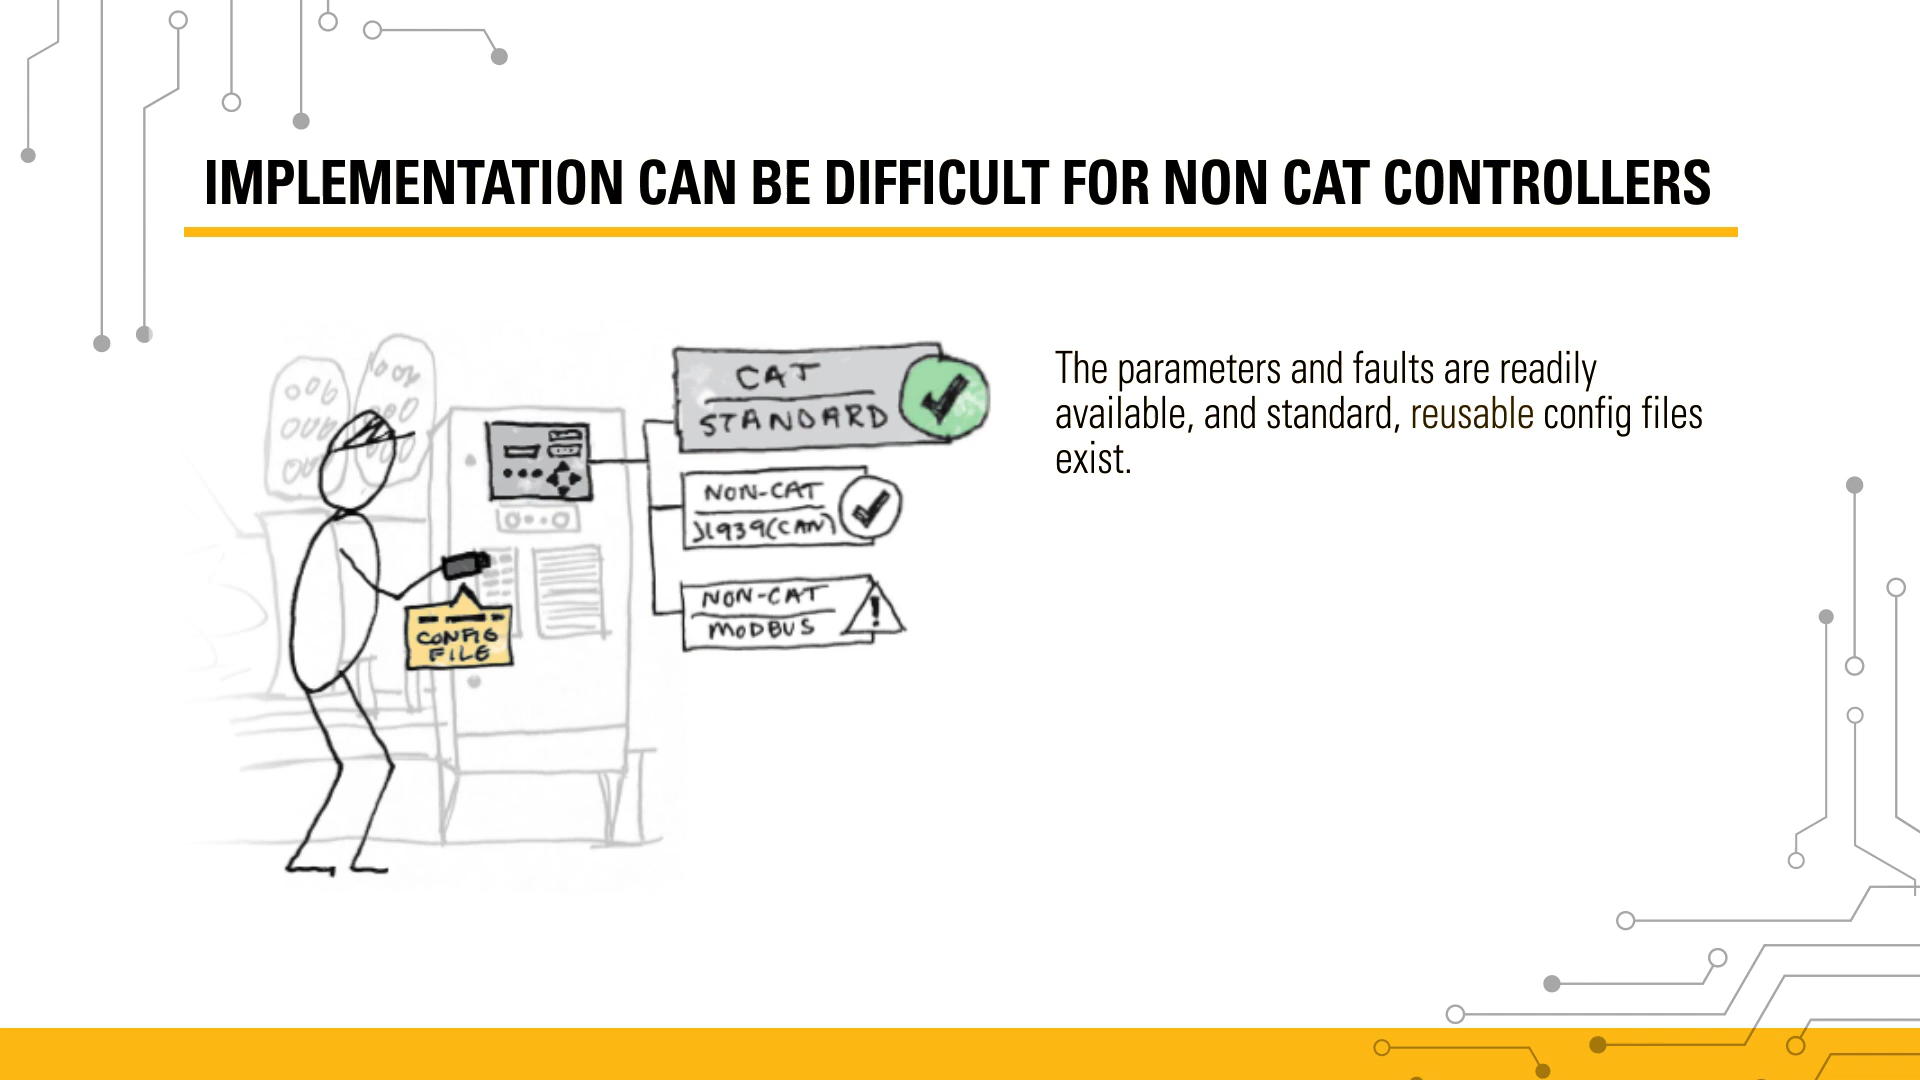 IMPLEMENTATION CAN BE DIFFICULT FOR NON CAT CONTROLLERS
CAT
STANDARD
NON-CAT
J1939(CAN)
NON-CAT
MODBUS
!
CONFIG
FILE
The parameters and faults are readily
available, and standard, reusable config files
exist.